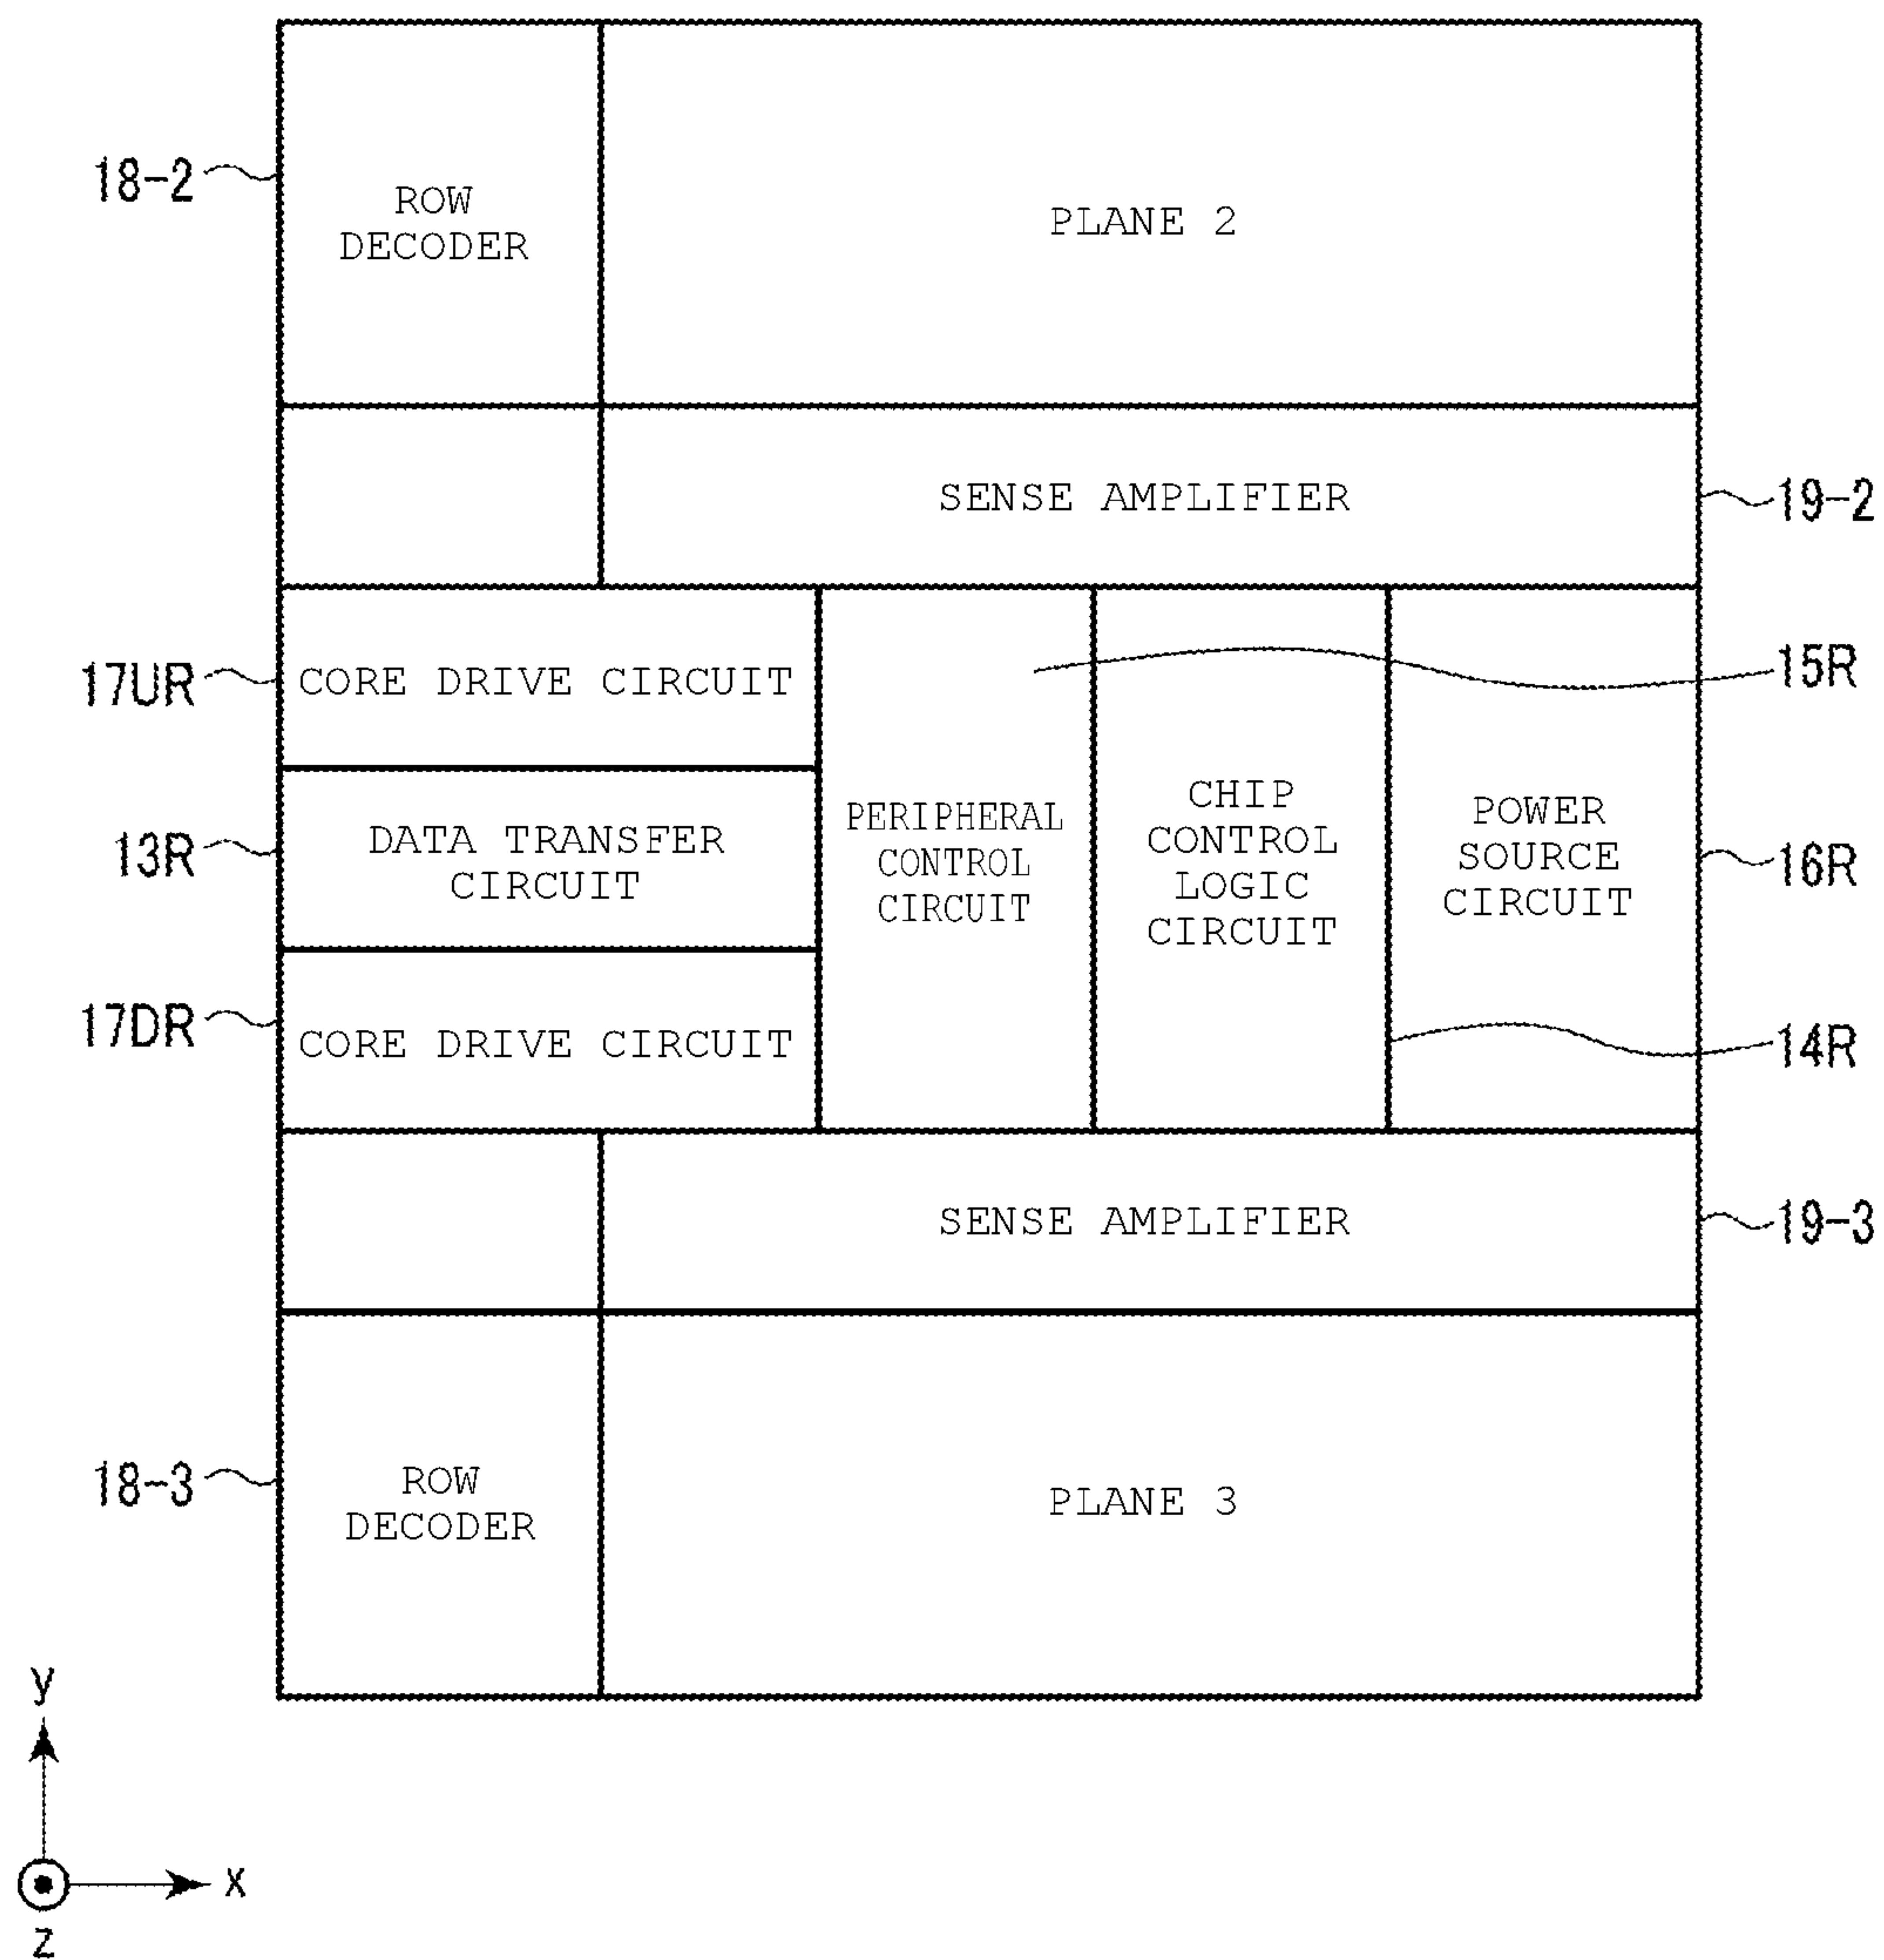 18-2
ROW
DECODER
PLANE 2
SENSE AMPLIFIER
19-2
17UR
CORE DRIVE CIRCUIT
15R
13R
DATA TRANSFER
CIRCUIT
PERIPHERAL
CONTROL
CIRCUIT
CHIP
CONTROL
LOGIC
CIRCUIT
POWER
SOURCE
CIRCUIT
16R
17DR
CORE DRIVE CIRCUIT
14R
SENSE AMPLIFIER
19-3
18-3
ROW
DECODER
PLANE 3
y
x
z